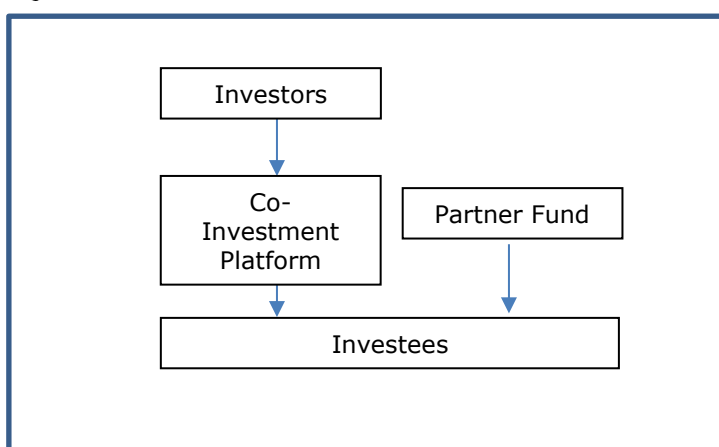 Investors
Co-
Investment
Platform
Partner Fund
Investees